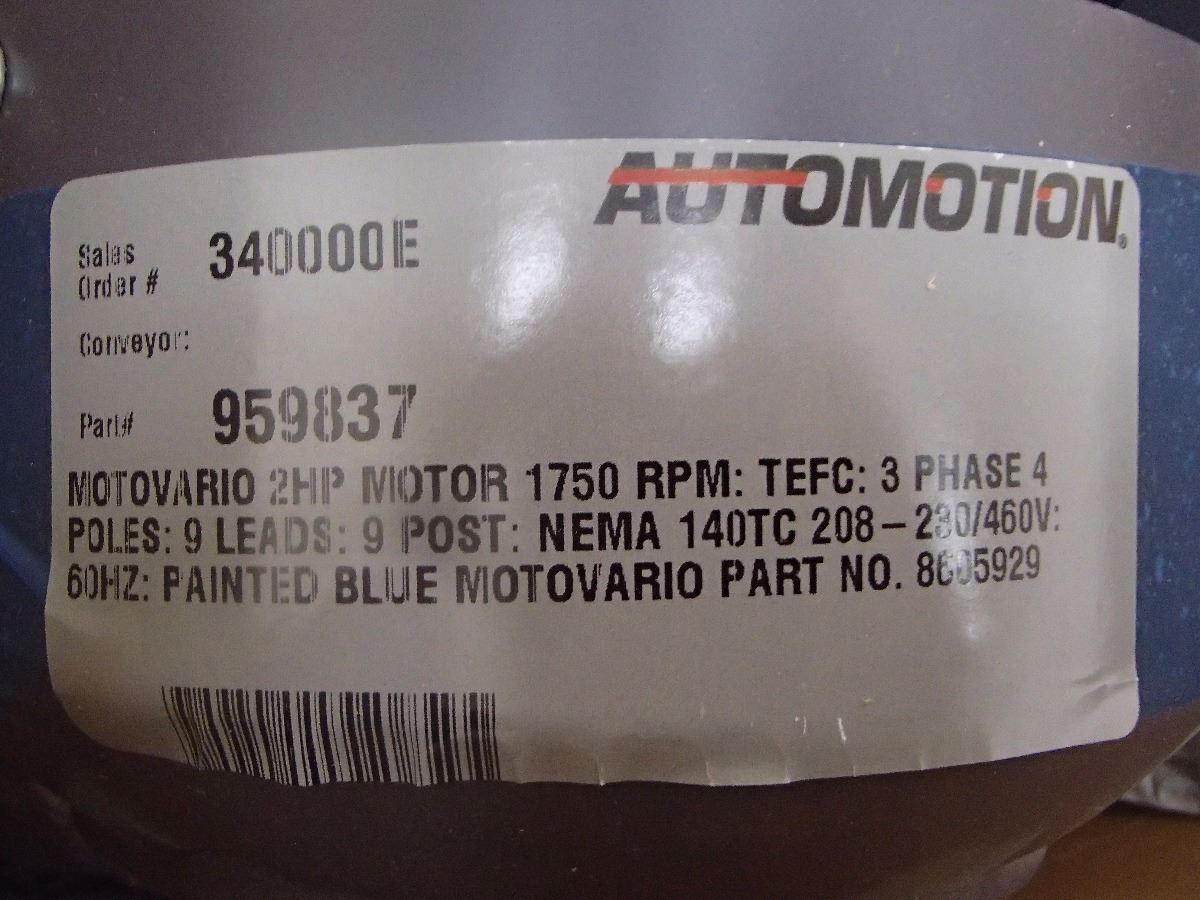 AUTOMOTION®
Sales
Order # 340000E
Conveyor:
Part# 959837
MOTOVARIO 2HP MOTOR 1750 RPM: TEFC: 3 PHASE 4
POLES: 9 LEADS: 9 POST: NEMA 140TC 208-230/460V:
60HZ: PAINTED BLUE MOTOVARIO PART NO. 8605929